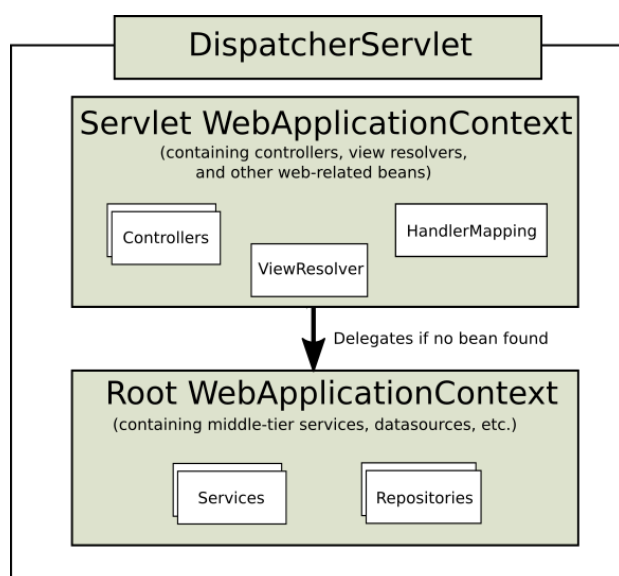 DispatcherServlet
Servlet WebApplicationContext
(containing controllers, view resolvers,
and other web-related beans)
Controllers
HandlerMapping
ViewResolver
Delegates if no bean found
Root WebApplicationContext
(containing middle-tier services, datasources, etc.)
Services
Repositories